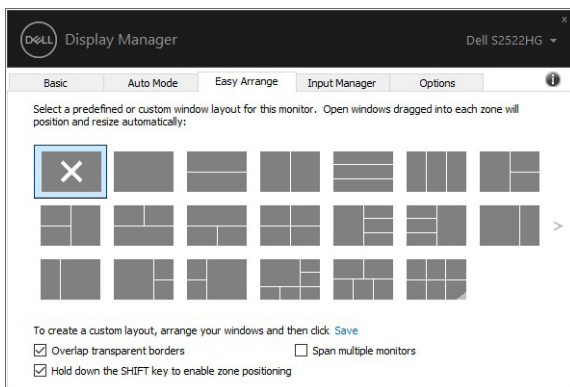 x
DELL Display Manager Dell S2522HG
Basic Auto Mode Easy Arrange Input Manager Options
Select a predefined or custom window layout for this monitor. Open windows dragged into each zone will
position and resize automatically:
To create a custom layout, arrange your windows and then click Save
Overlap transparent borders Span multiple monitors
Hold down the SHIFT key to enable zone positioning